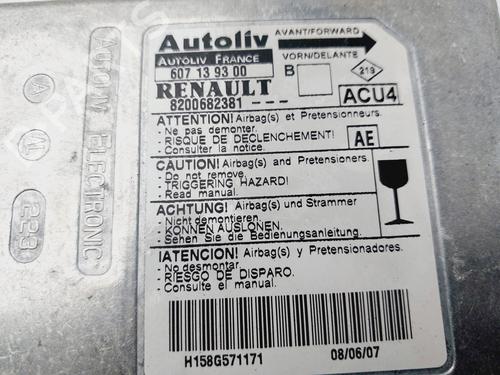 Autoliv
AVANT/FORWARD
AUTOLIV FRANCE
VORN/DELANTE
607 13 93 00
B
219
RENAULT
8200682381 - - -
ACU4
ATTENTION! Airbag(s) et Pretensionneurs.
- Ne pas demonter.
- RISQUE DE DECLENCHEMENT!
- Consulter la notice.
AE
CAUTION! Airbag(s) and Pretensioners.
- Do not remove.
- TRIGGERING HAZARD!
- Read manual.
ACHTUNG! Airbag(s) und Strammer
- Nicht demontieren.
- KONNEN AUSLONSEN.
- Sehen Sie die Bedienungsanleitung.
IATENCION! Airbag(s) y Pretensionadores.
- No desmontar.
- RIESGO DE DISPARO.
- Consulte el manual.
H158G571171
08/06/07
AUTOLIV ELECTRONIC
A
223